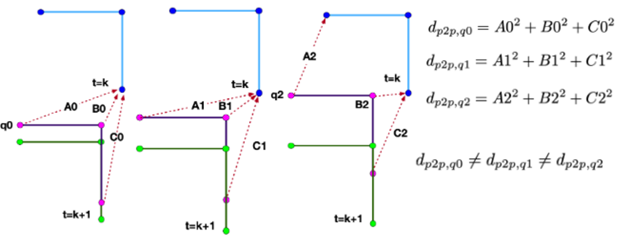 t=k
A0
B0
q0
C0
t=k+1
t=k
A1
B1
C1
t=k+1
A2
t=k
q2
B2
C2
t=k+1
d_{p2p,q0} = A0^2 + B0^2 + C0^2
d_{p2p,q1} = A1^2 + B1^2 + C1^2
d_{p2p,q2} = A2^2 + B2^2 + C2^2
d_{p2p,q0} ≠ d_{p2p,q1} ≠ d_{p2p,q2}